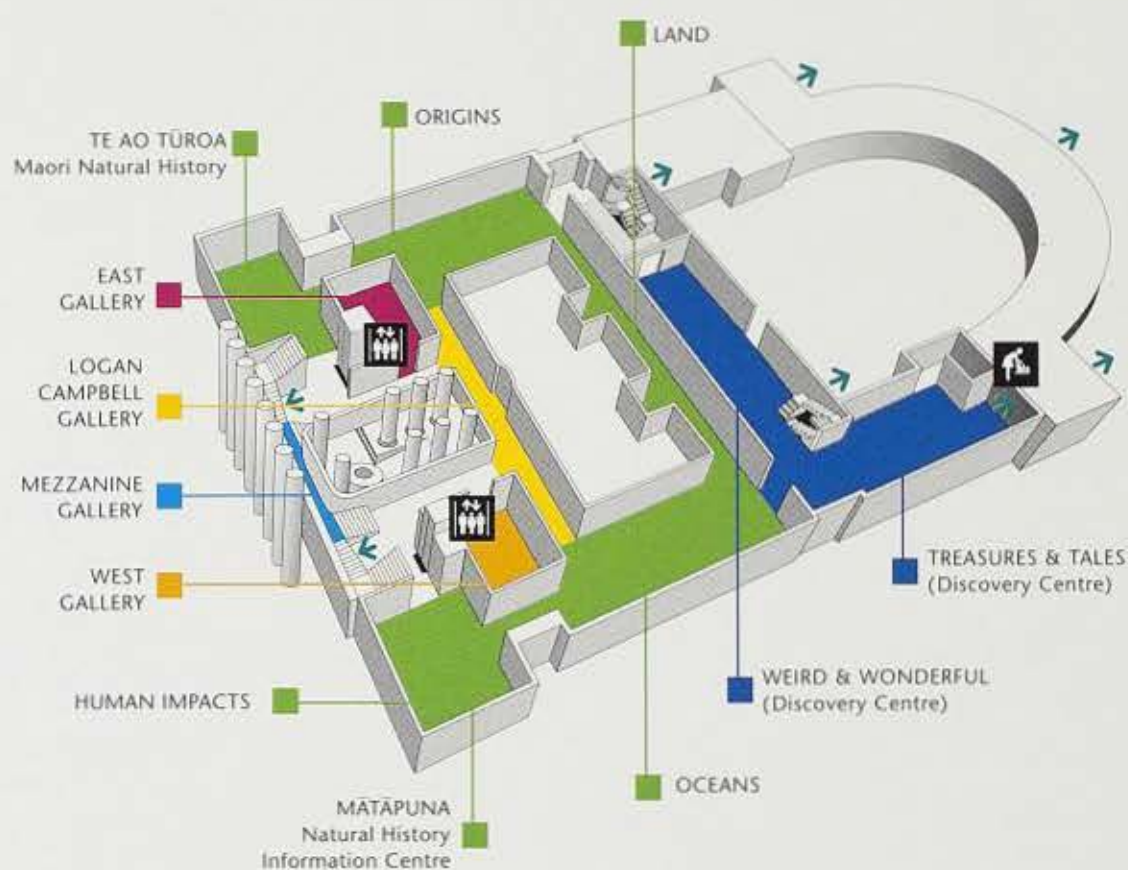 LAND
ORIGINS
TE AO TŪROA
Maori Natural History
EAST
GALLERY
LOGAN
CAMPBELL
GALLERY
MEZZANINE
GALLERY
WEST
GALLERY
HUMAN IMPACTS
MĀTĀPUNA
Natural History
Information Centre
OCEANS
WEIRD & WONDERFUL
(Discovery Centre)
TREASURES & TALES
(Discovery Centre)